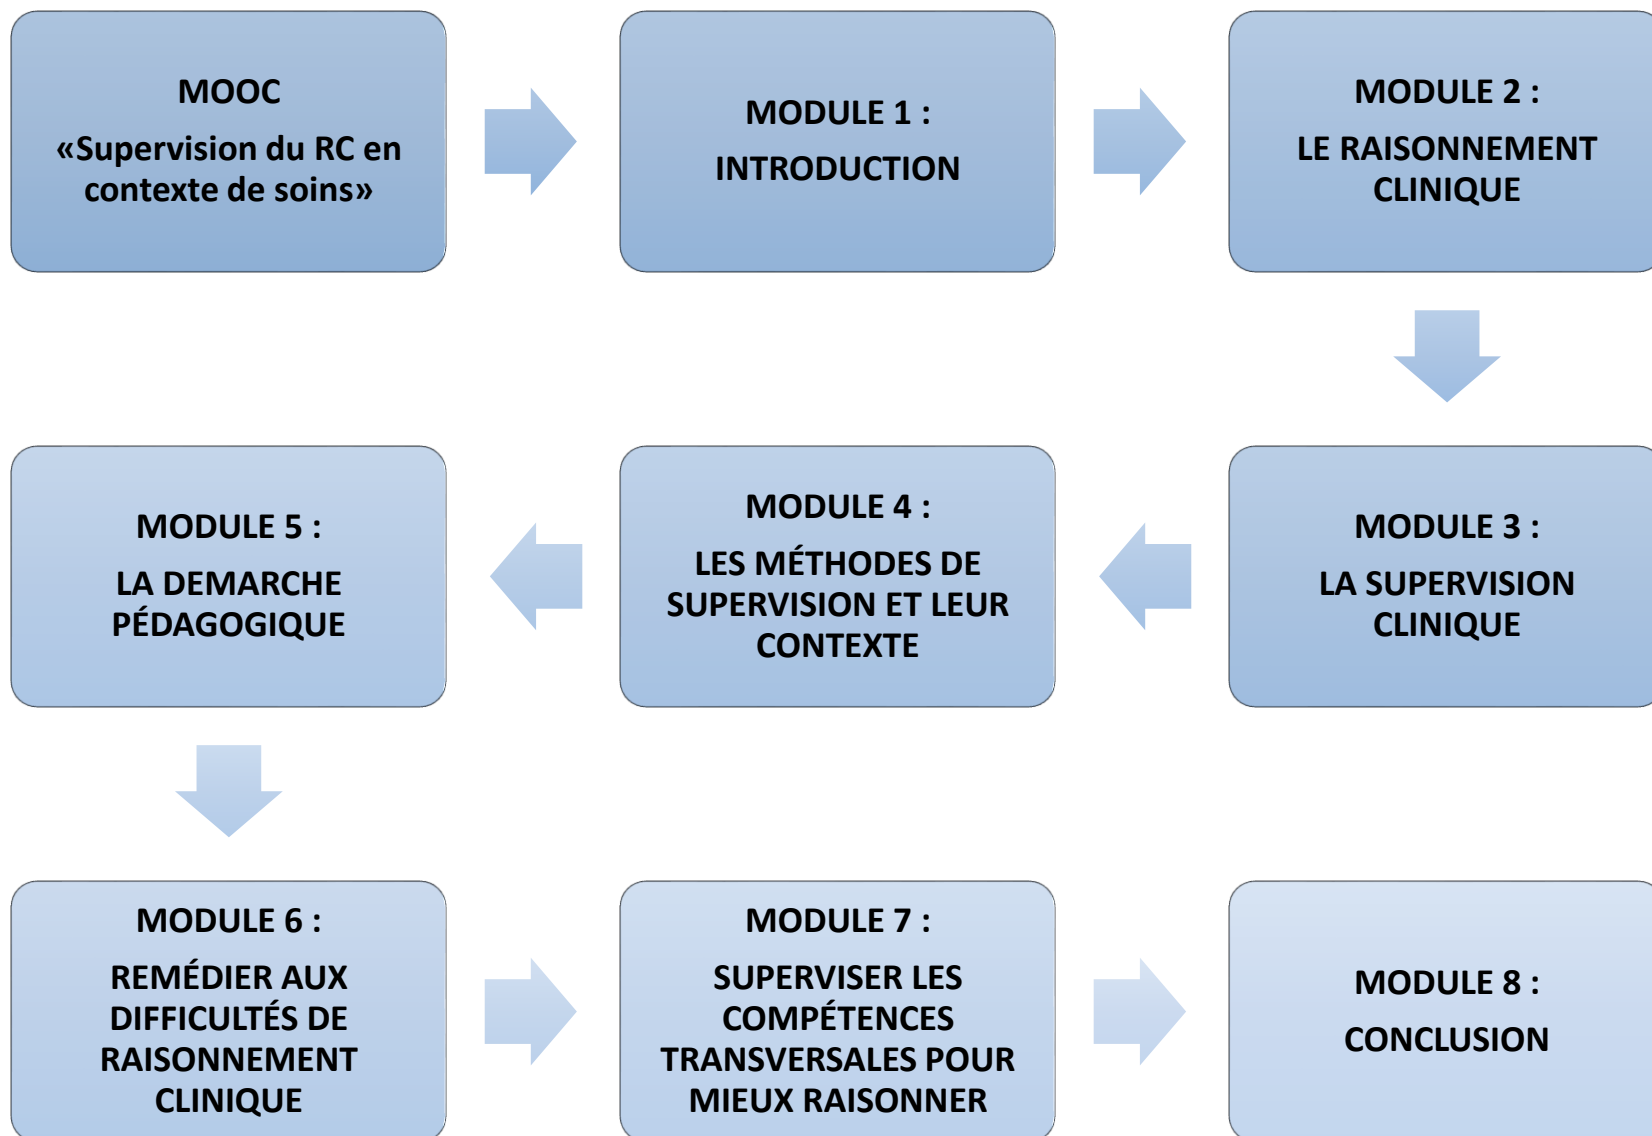 MOOC
«Supervision du RC en
contexte de soins»
MODULE 1 :
INTRODUCTION
MODULE 2 :
LE RAISONNEMENT
CLINIQUE
MODULE 3 :
LA SUPERVISION
CLINIQUE
MODULE 4 :
LES MÉTHODES DE
SUPERVISION ET LEUR
CONTEXTE
MODULE 5 :
LA DEMARCHE
PÉDAGOGIQUE
MODULE 6 :
REMÉDIER AUX
DIFFICULTÉS DE
RAISONNEMENT
CLINIQUE
MODULE 7 :
SUPERVISER LES
COMPÉTENCES
TRANSVERSALES POUR
MIEUX RAISONNER
MODULE 8 :
CONCLUSION